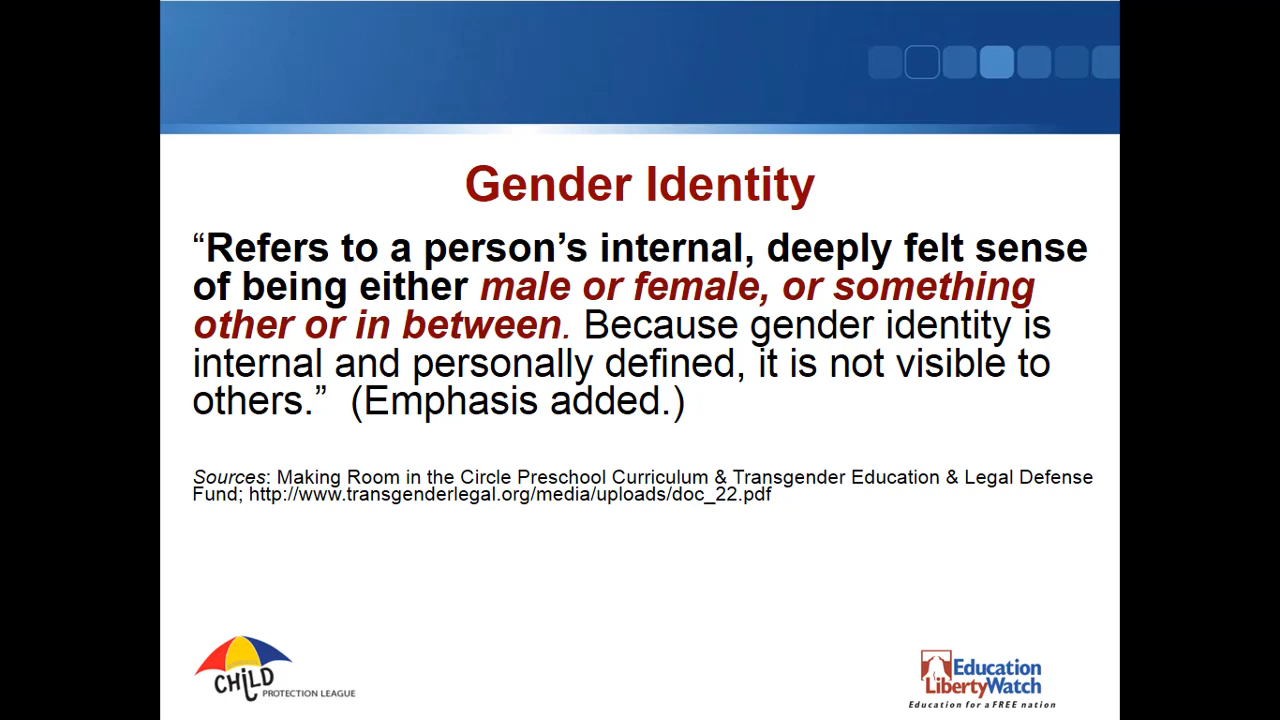 Gender Identity
“Refers to a person’s internal, deeply felt sense
of being either male or female, or something
other or in between. Because gender identity is
internal and personally defined, it is not visible to
others.” (Emphasis added.)
Sources: Making Room in the Circle Preschool Curriculum & Transgender Education & Legal Defense
Fund; http://www.transgenderlegal.org/media/uploads/doc_22.pdf
CHILD
PROTECTION LEAGUE
Education
LibertyWatch
Education for a FREE nation